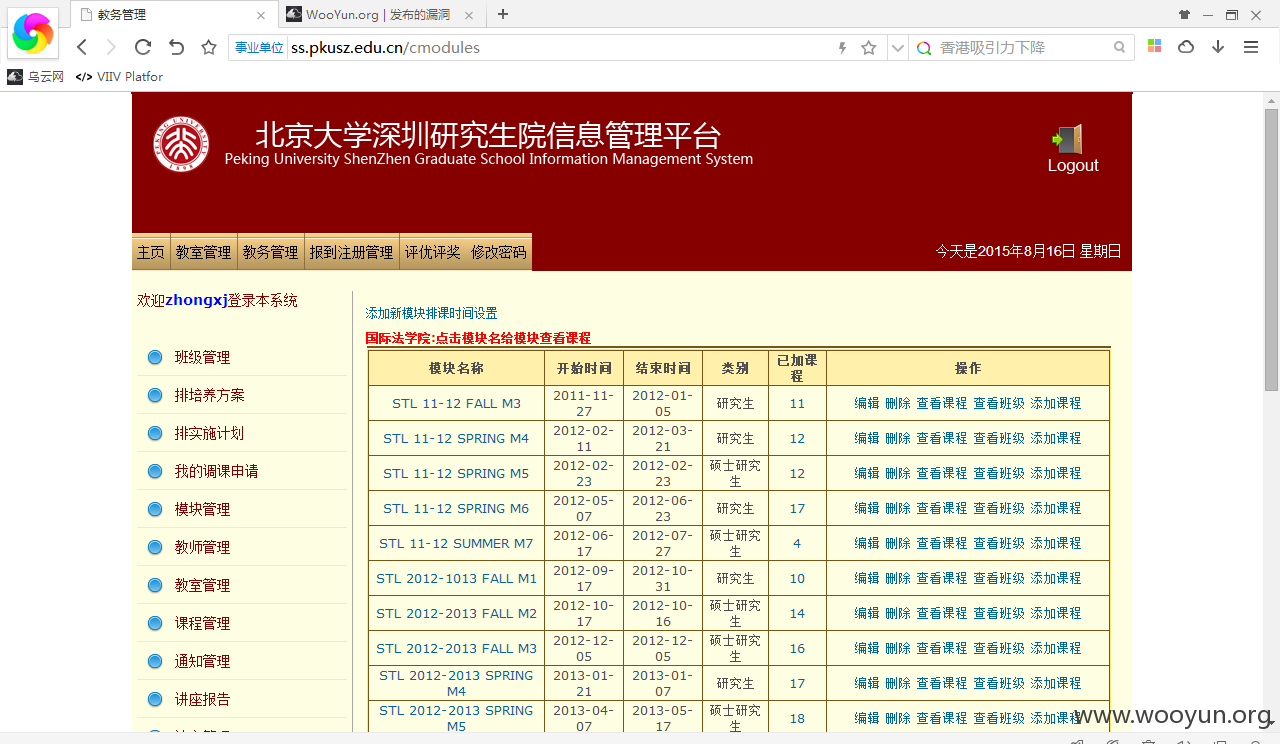 教务管理
WooYun.org | 发布的漏洞
事业单位 ss.pkusz.edu.cn/cmodules
香港吸引力下降
乌云网 </> VIIV Platfor
北京大学深圳研究生院信息管理平台
Peking University ShenZhen Graduate School Information Management System
PEKING UNIVERSITY
1898
Logout
主页 教室管理 教务管理 报到注册管理 评优评奖 修改密码
今天是2015年8月16日 星期日
欢迎zhongxj登录本系统
班级管理
排培养方案
排实施计划
我的调课申请
模块管理
教师管理
教室管理
课程管理
通知管理
讲座报告
添加新模块排课时间设置
国际法学院:点击模块名给模块查看课程
模块名称 开始时间 结束时间 类别 已加课程 操作
STL 11-12 FALL M3 2011-11-27 2012-01-05 研究生 11 编辑 删除 查看课程 查看班级 添加课程
STL 11-12 SPRING M4 2012-02-11 2012-03-21 研究生 12 编辑 删除 查看课程 查看班级 添加课程
STL 11-12 SPRING M5 2012-02-23 2012-02-23 硕士研究生 12 编辑 删除 查看课程 查看班级 添加课程
STL 11-12 SPRING M6 2012-05-07 2012-06-23 研究生 17 编辑 删除 查看课程 查看班级 添加课程
STL 11-12 SUMMER M7 2012-06-17 2012-07-27 硕士研究生 4 编辑 删除 查看课程 查看班级 添加课程
STL 2012-1013 FALL M1 2012-09-17 2012-10-31 研究生 10 编辑 删除 查看课程 查看班级 添加课程
STL 2012-2013 FALL M2 2012-10-17 2012-10-16 硕士研究生 14 编辑 删除 查看课程 查看班级 添加课程
STL 2012-2013 FALL M3 2012-12-05 2012-12-05 硕士研究生 16 编辑 删除 查看课程 查看班级 添加课程
STL 2012-2013 SPRING M4 2013-01-21 2013-01-07 研究生 17 编辑 删除 查看课程 查看班级 添加课程
STL 2012-2013 SPRING M5 2013-04-07 2013-05-17 硕士研究生 18 编辑 删除 查看课程 查看班级 添加课程
www.wooyun.org